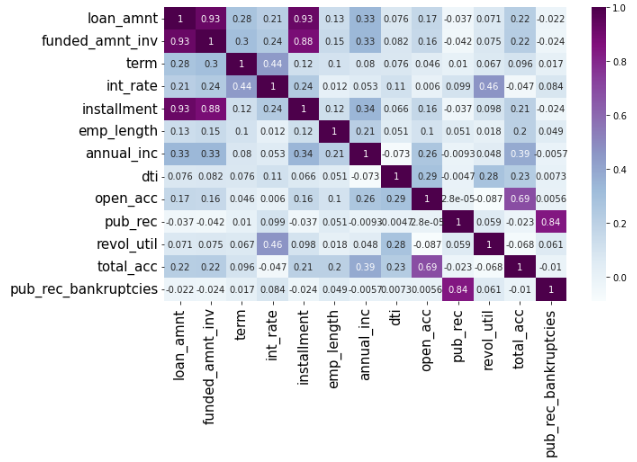 loan_amnt 1 0.93 0.28 0.21 0.93 0.13 0.33 0.076 0.17 -0.037 0.071 0.22 -0.022
funded_amnt_inv 0.93 1 0.3 0.24 0.88 0.15 0.33 0.082 0.16 -0.042 0.075 0.22 -0.024
term 0.28 0.3 1 0.44 0.12 0.1 0.08 0.076 0.046 0.01 0.067 0.096 0.017
int_rate 0.21 0.24 0.44 1 0.24 0.012 0.053 0.11 0.006 0.099 0.46 -0.047 0.084
installment 0.93 0.88 0.12 0.24 1 0.12 0.34 0.066 0.16 -0.037 0.098 0.21 -0.024
emp_length 0.13 0.15 0.1 0.012 0.12 1 0.21 0.051 0.1 0.051 0.018 0.2 0.049
annual_inc 0.33 0.33 0.08 0.053 0.34 0.21 1 -0.073 0.26 -0.0093 0.048 0.39 -0.0057
dti 0.076 0.082 0.076 0.11 0.066 0.051 -0.073 1 0.29 -0.0047 0.28 0.23 0.0073
open_acc 0.17 0.16 0.046 0.006 0.16 0.1 0.26 0.29 1 2.8e-05 -0.087 0.69 0.0056
pub_rec -0.037 -0.042 0.01 0.099 -0.037 0.051 -0.0093 -0.0047 2.8e-05 1 0.059 -0.023 0.84
revol_util 0.071 0.075 0.067 0.46 0.098 0.018 0.048 0.28 -0.087 0.059 1 -0.068 0.061
total_acc 0.22 0.22 0.096 -0.047 0.21 0.2 0.39 0.23 0.69 -0.023 -0.068 1 -0.01
pub_rec_bankruptcies -0.022 -0.024 0.017 0.084 -0.024 0.049 -0.0057 0.0073 0.0056 0.84 0.061 -0.01 1
loan_amnt
funded_amnt_inv
term
int_rate
installment
emp_length
annual_inc
dti
open_acc
pub_rec
revol_util
total_acc
pub_rec_bankruptcies
1.0
0.8
0.6
0.4
0.2
0.0